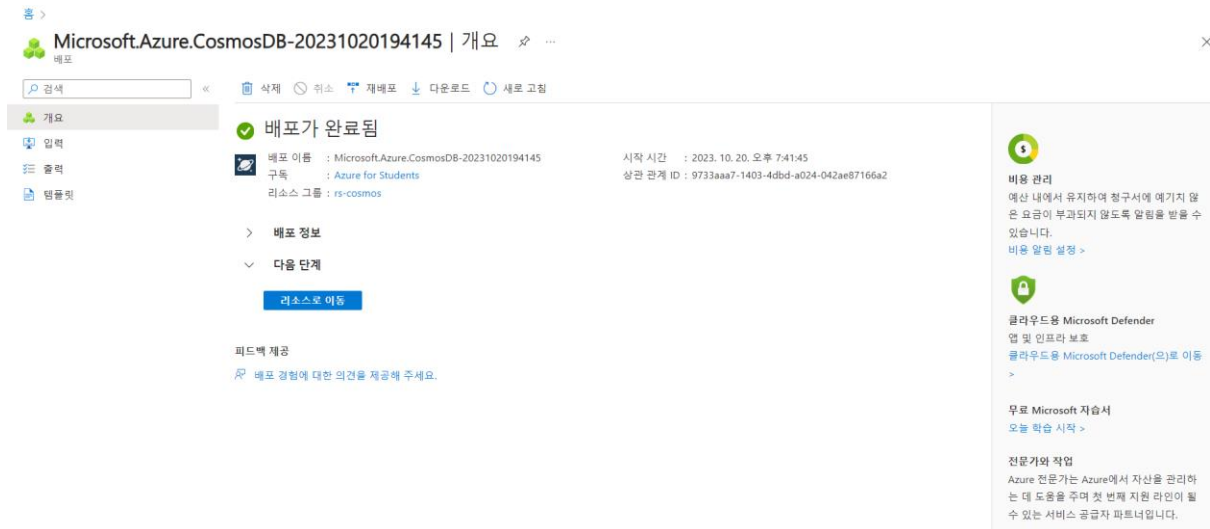 홈 >
Microsoft.Azure.CosmosDB-20231020194145 | 개요
배포
검색
개요
입력
출력
템플릿
삭제 취소 재배포 다운로드 새로 고침
배포가 완료됨
배포 이름 : Microsoft.Azure.CosmosDB-20231020194145
구독 : Azure for Students
리소스 그룹 : rs-cosmos
시작 시간 : 2023. 10. 20. 오후 7:41:45
상관 관계 ID : 9733aaa7-1403-4dbd-a024-042ae87166a2
배포 정보
다음 단계
리소스로 이동
피드백 제공
배포 경험에 대한 의견을 제공해 주세요.
비용 관리
예산 내에서 유지하여 청구서에 예기치 않
은 요금이 부과되지 않도록 알림을 받을 수
있습니다.
비용 알림 설정 >
클라우드용 Microsoft Defender
앱 및 인프라 보호
클라우드용 Microsoft Defender(으)로 이동
>
무료 Microsoft 자습서
오늘 학습 시작 >
전문가와 작업
Azure 전문가는 Azure에서 자산을 관리하
는 데 도움을 주며 첫 번째 지원 라인이 될
수 있는 서비스 공급자 파트너입니다.